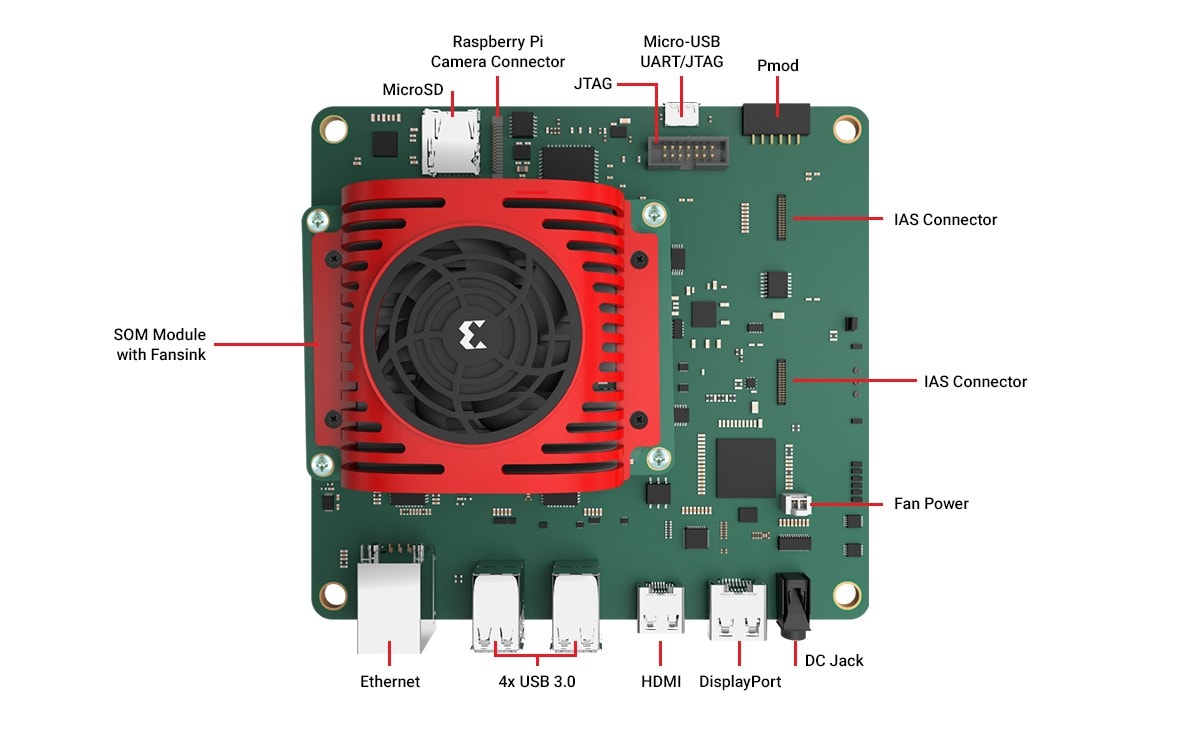 Raspberry Pi
Camera Connector
Micro-USB
UART/JTAG
Pmod
JTAG
MicroSD
IAS Connector
SOM Module
with Fansink
IAS Connector
Fan Power
DC Jack
Ethernet
4x USB 3.0
HDMI
DisplayPort